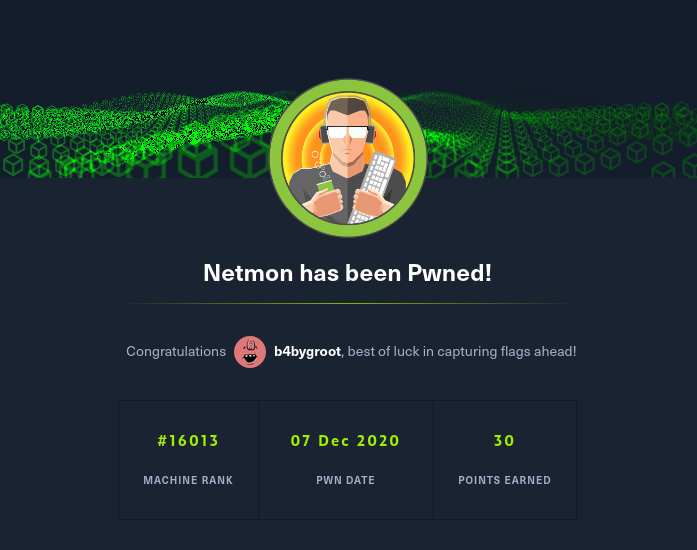 Netmon has been Pwned!
Congratulations b4bygroot, best of luck in capturing flags ahead!
#16013 07 Dec 2020 30
MACHINE RANK PWN DATE POINTS EARNED